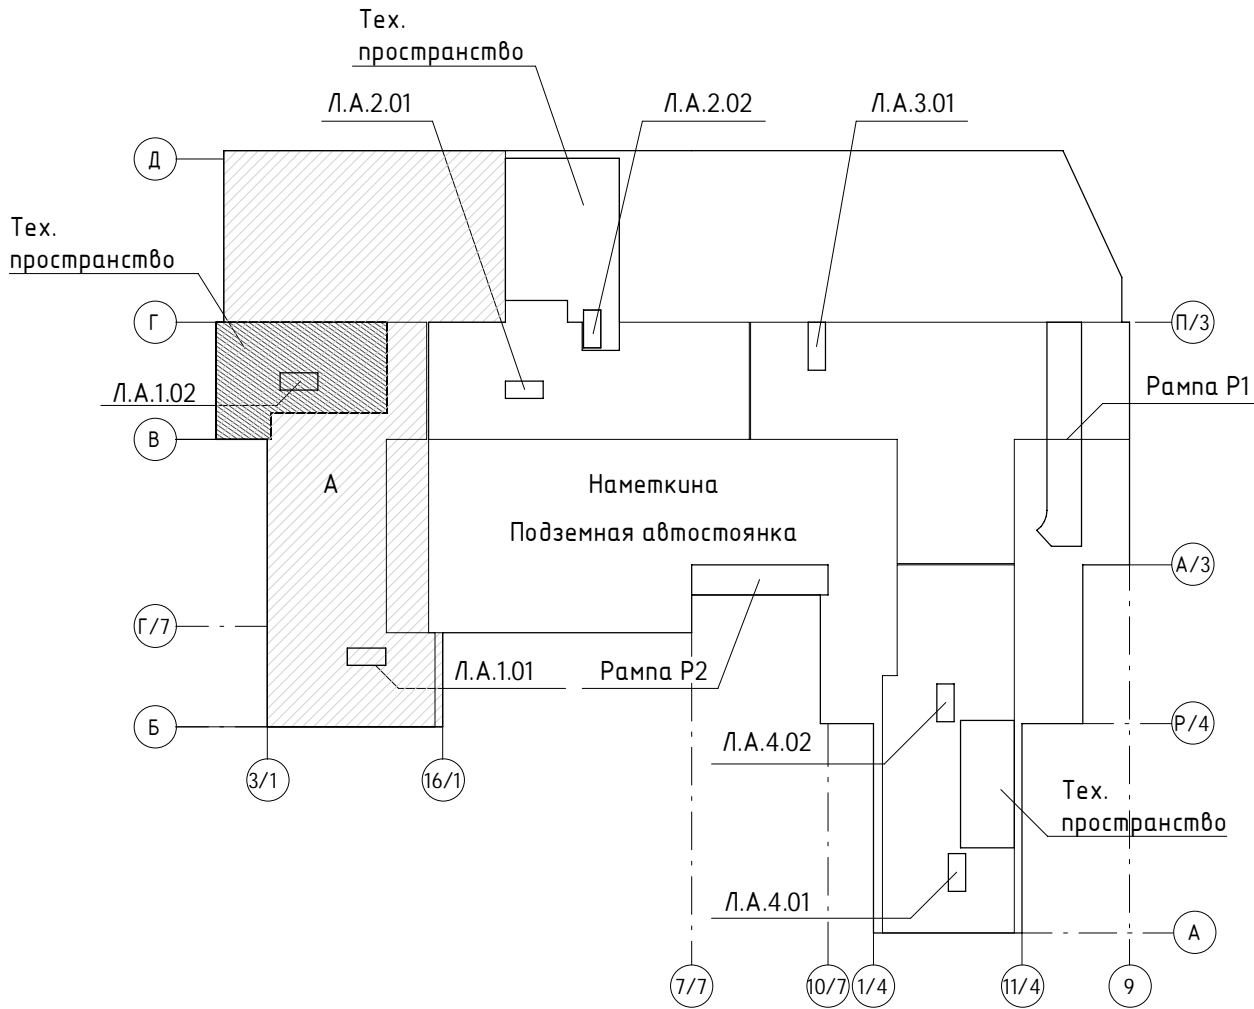 Тех.
пространство
Л.А.2.01
Л.А.2.02
Л.А.3.01
Д
Тех.
пространство
Г
П/3
Л.А.1.02
Рампа Р1
В
А
Наметкина
Подземная автостоянка
А/3
Г/7
Л.А.1.01
Рампа Р2
Б
Р/4
Л.А.4.02
3/1
16/1
Тех.
пространство
Л.А.4.01
А
7/7
10/7
1/4
11/4
9